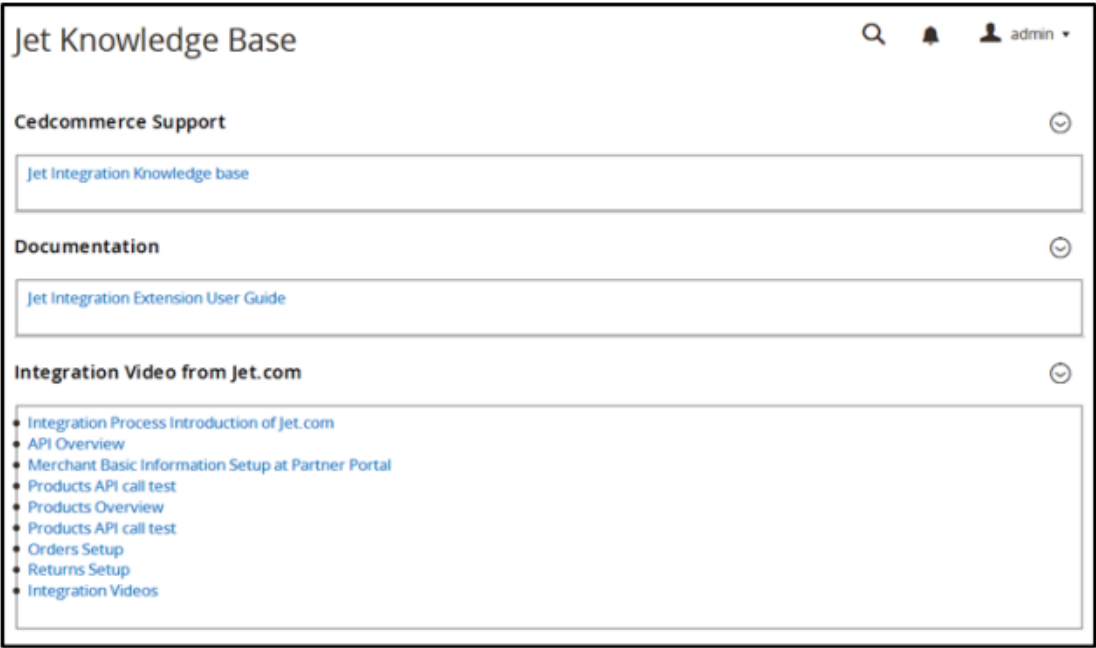 Jet Knowledge Base
admin
Cedcommerce Support
Jet Integration Knowledge base
Documentation
Jet Integration Extension User Guide
Integration Video from Jet.com
Integration Process Introduction of Jet.com
API Overview
Merchant Basic Information Setup at Partner Portal
Products API call test
Products Overview
Products API call test
Orders Setup
Returns Setup
Integration Videos